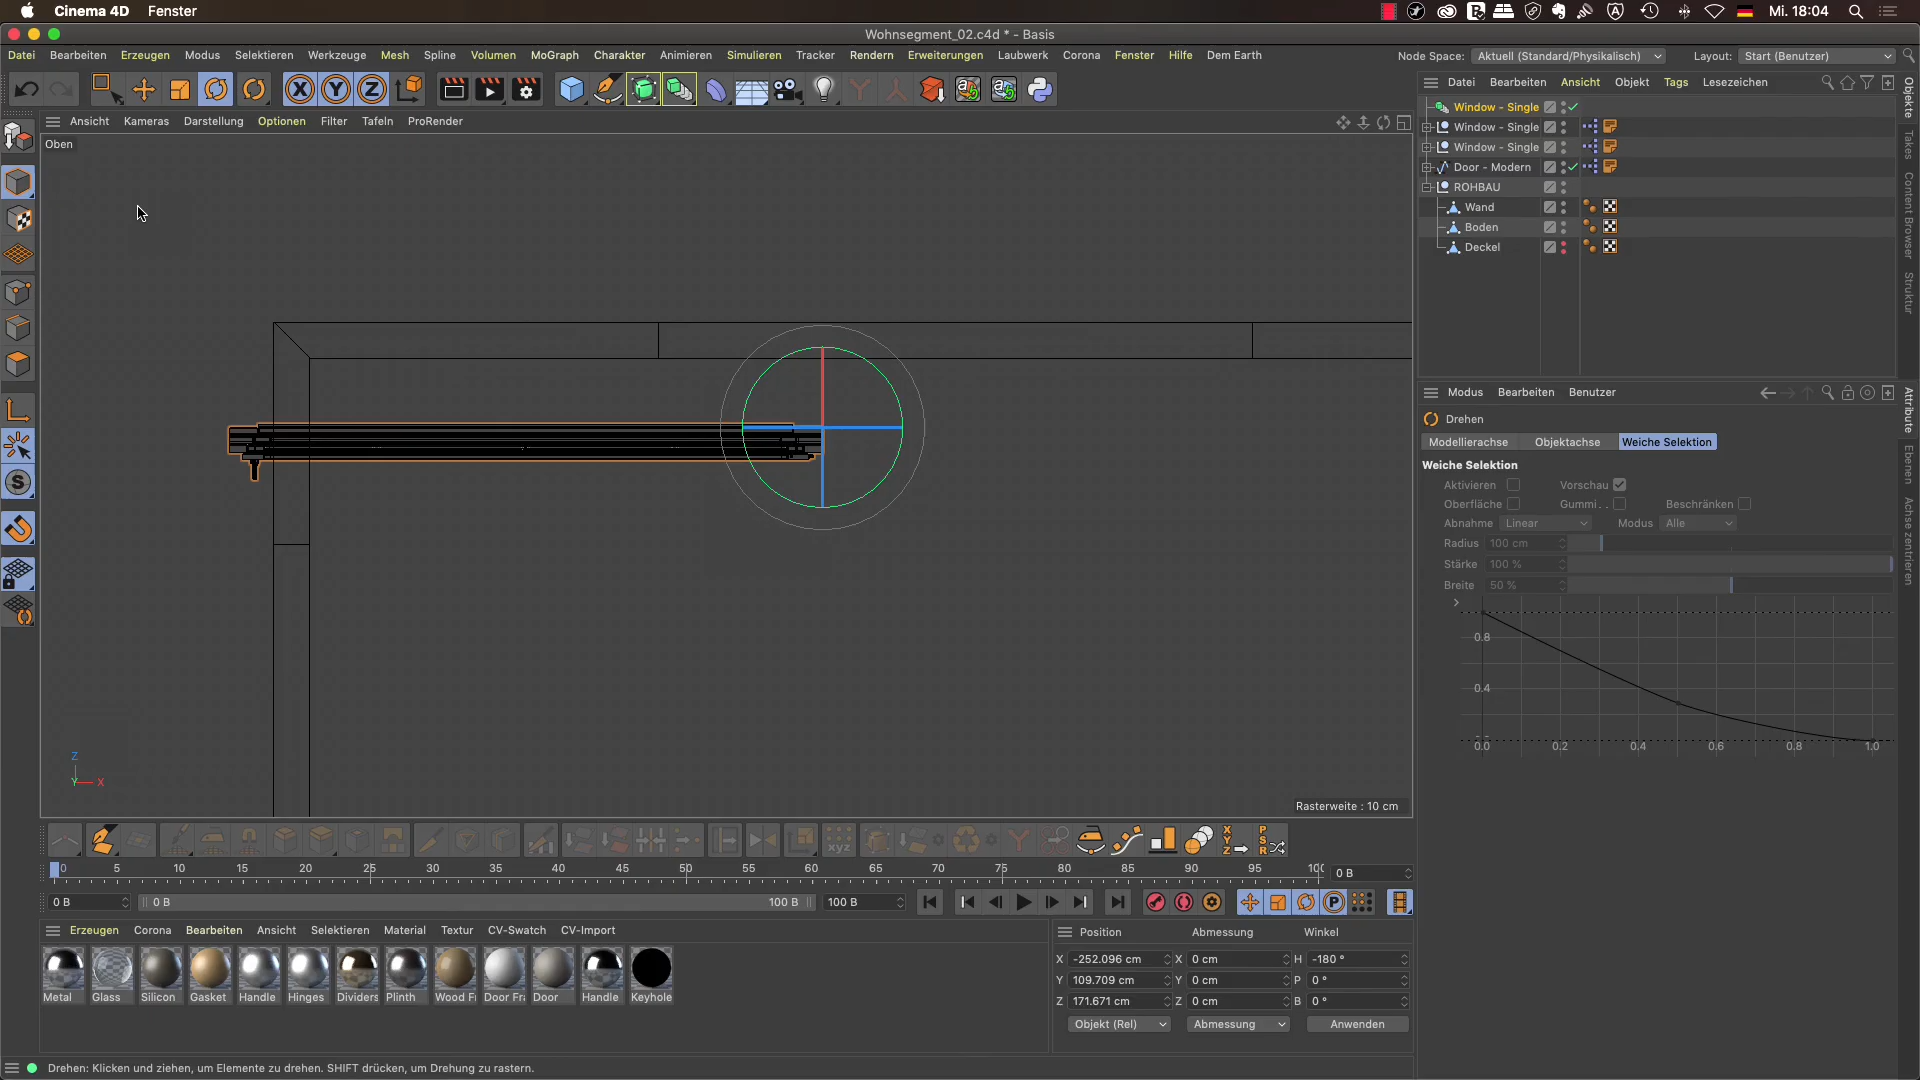 Cinema 4D Fenster
Mi. 18:04
Wohnsegment_02.c4d * - Basis
Datei Bearbeiten Erzeugen Modus Selektieren Werkzeuge Mesh Spline Volumen MoGraph Charakter Animieren Simulieren Tracker Rendern Erweiterungen Laubwerk Corona Fenster Hilfe Dem Earth
Node Space: Aktuell (Standard/Physikalisch) Layout: Start (Benutzer)
X Y Z
Datei Bearbeiten Ansicht Objekt Tags Lesezeichen
Window - Single
Window - Single
Window - Single
Door - Modern
ROHBAU
Wand
Boden
Deckel
Objekte
Takes
Content Browser
Struktur
Ansicht Kameras Darstellung Optionen Filter Tafeln ProRender
Oben
Z
Y X
Rasterweite : 10 cm
Modus Bearbeiten Benutzer
Drehen
Modellierachse Objektachse Weiche Selektion
Weiche Selektion
Aktivieren Vorschau
Oberfläche Gummi . . Beschränken
Abnahme Linear Modus Alle
Radius 100 cm
Stärke 100 %
Breite 50 %
0.8
0.4
0.0 0.2 0.4 0.6 0.8 1.0
Attribute
Ebenen
Achse zentrieren
0 5 10 15 20 25 30 35 40 45 50 55 60 65 70 75 80 85 90 95 100
0 B
0 B 0 B 100 B 100 B
Erzeugen Corona Bearbeiten Ansicht Selektieren Material Textur CV-Swatch CV-Import
Metal Glass Silicon Gasket Handle Hinges Dividers Plinth Wood Fr Door Fra Door Handle Keyhole
Position Abmessung Winkel
X -252.096 cm X 0 cm H -180 °
Y 109.709 cm Y 0 cm P 0 °
Z 171.671 cm Z 0 cm B 0 °
Objekt (Rel) Abmessung Anwenden
Drehen: Klicken und ziehen, um Elemente zu drehen. SHIFT drücken, um Drehung zu rastern.